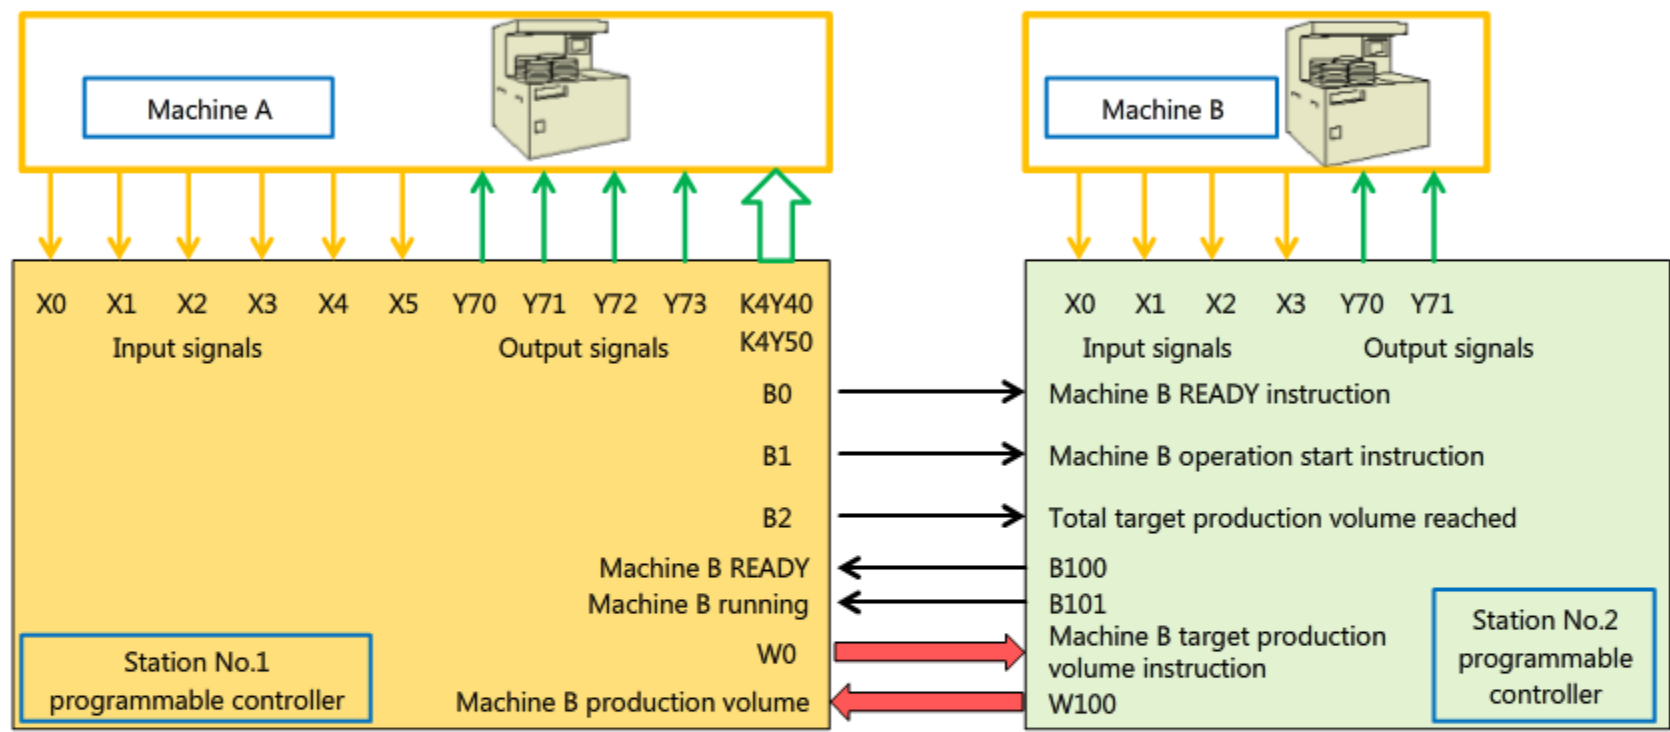 Machine A
Machine B
X0 X1 X2 X3 X4 X5 Y70 Y71 Y72 Y73 K4Y40
Input signals Output signals K4Y50
X0 X1 X2 X3 Y70 Y71
Input signals Output signals
B0 Machine B READY instruction
B1 Machine B operation start instruction
B2 Total target production volume reached
Machine B READY B100
Machine B running B101
W0 Machine B target production
volume instruction
Machine B production volume W100
Station No.1
programmable controller
Station No.2
programmable
controller